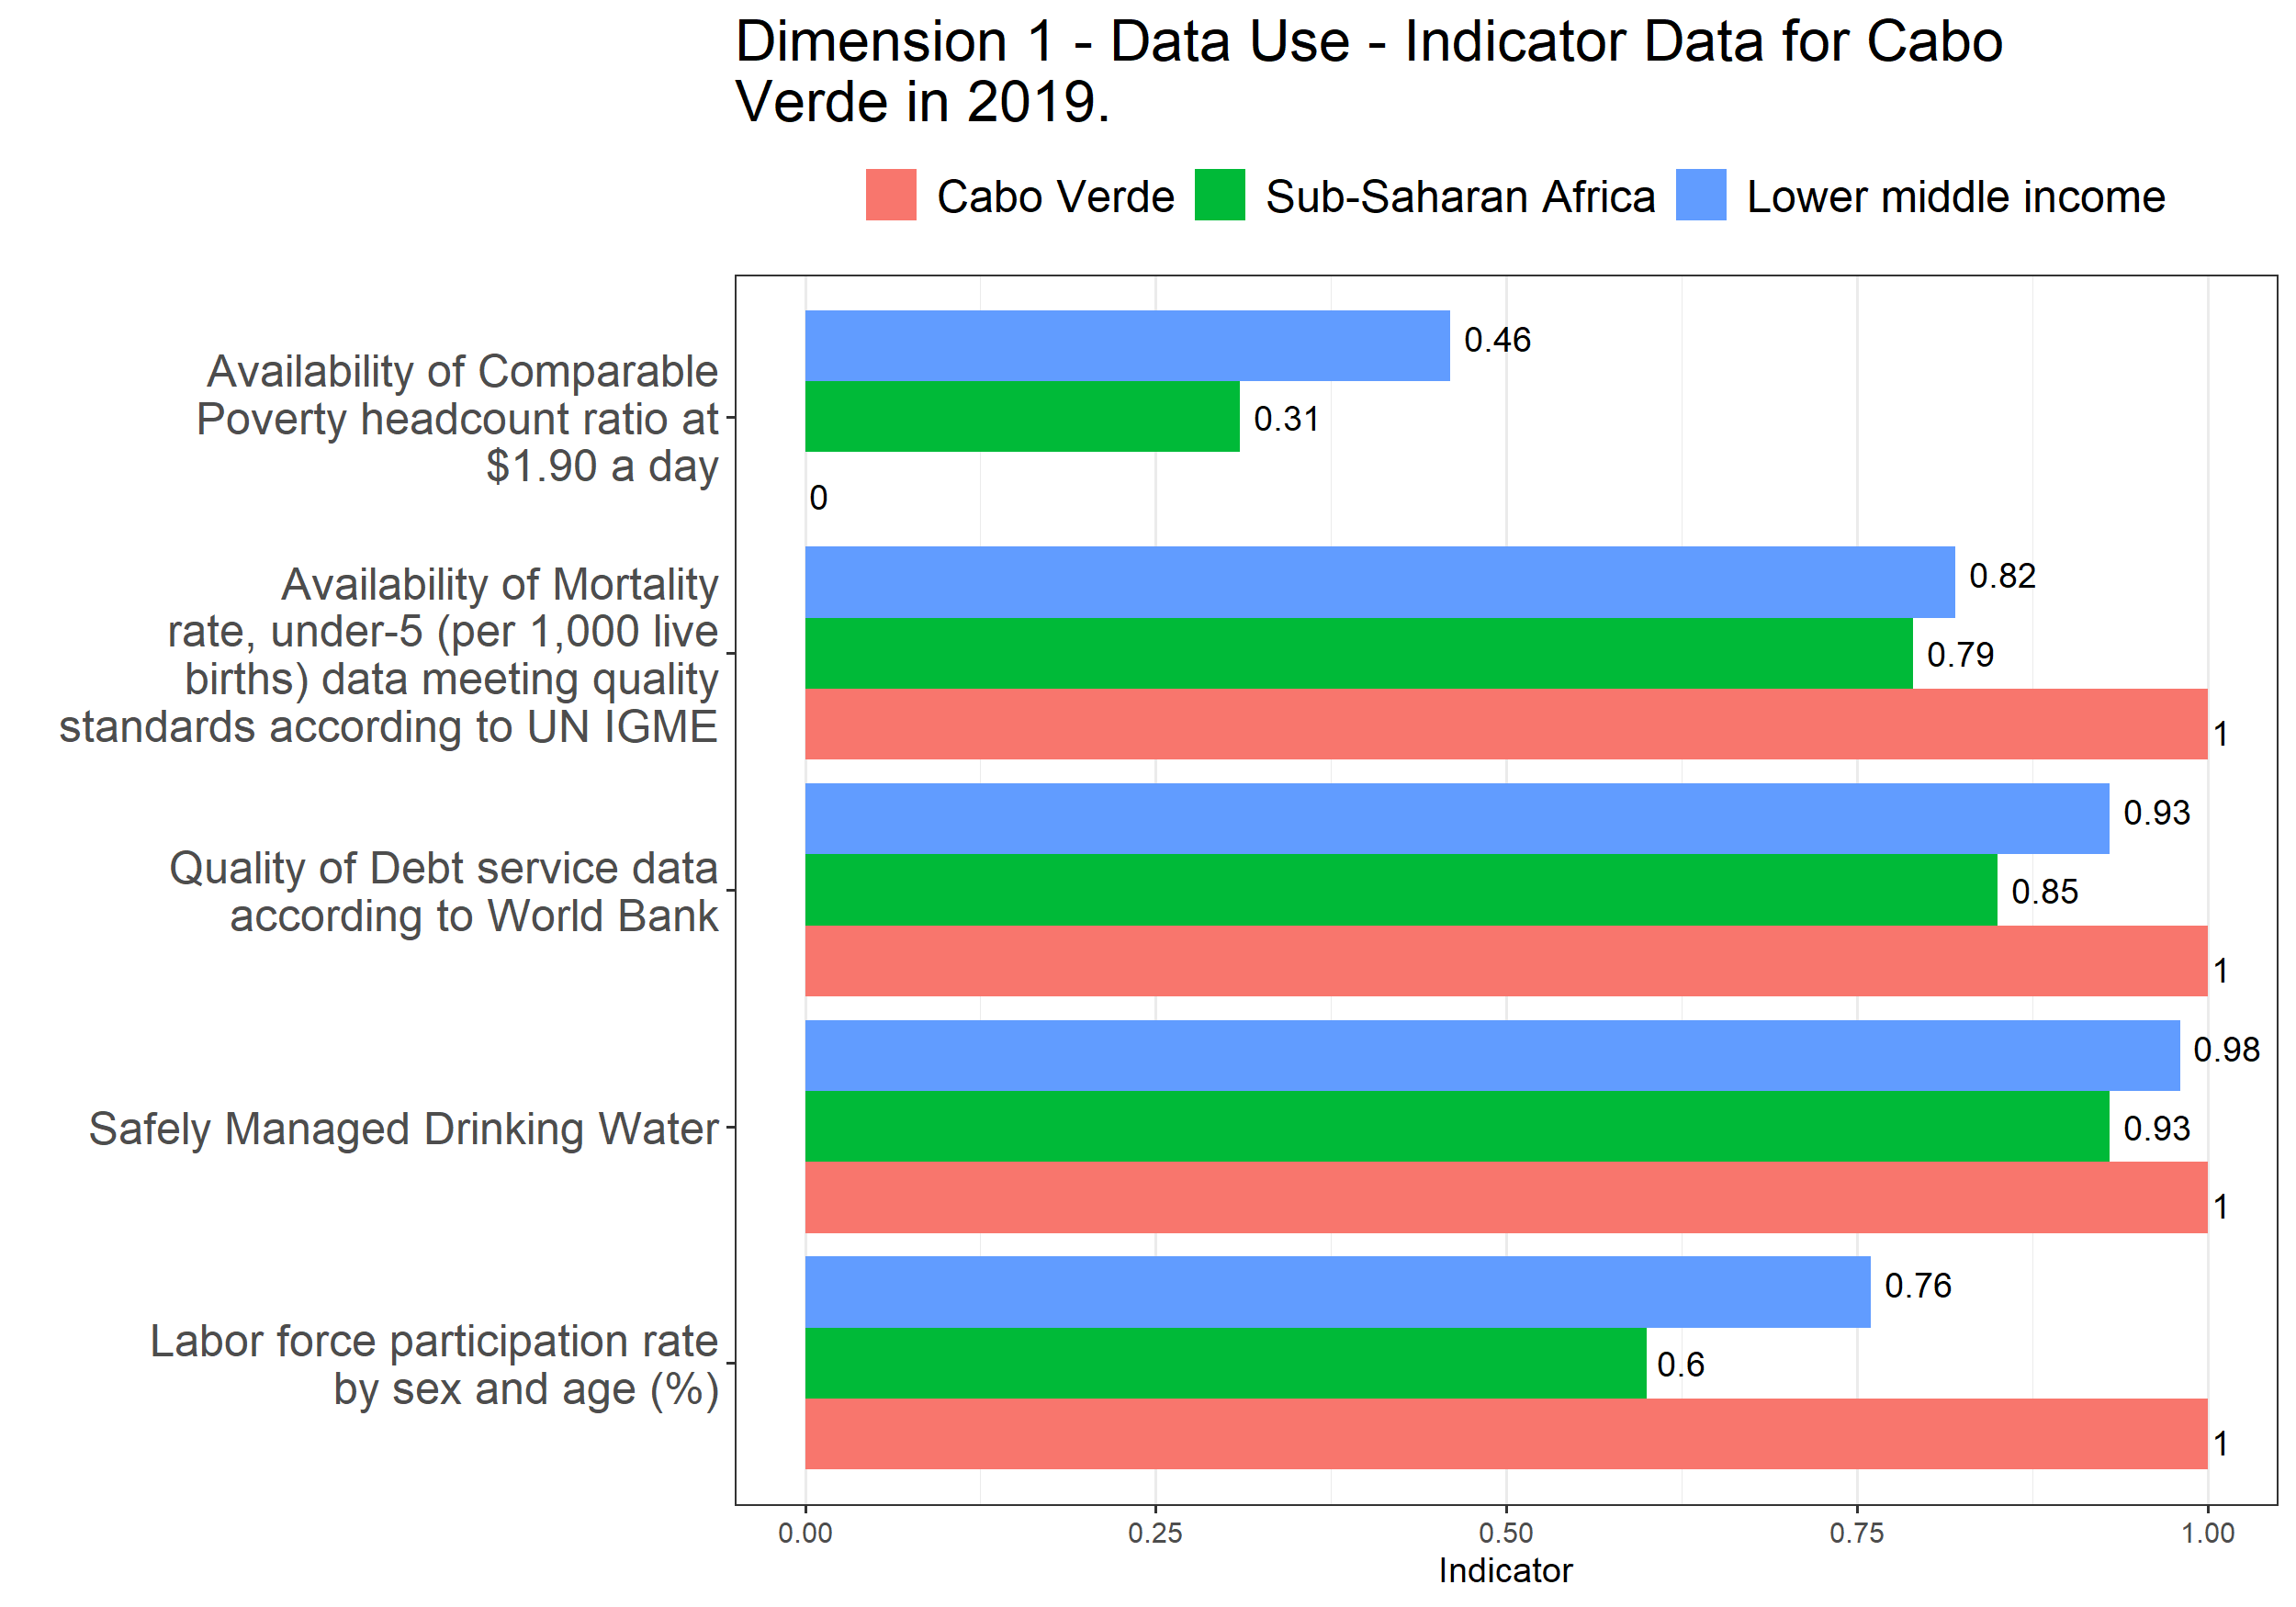 Dimension 1 - Data Use - Indicator Data for Cabo
Verde in 2019.
Cabo Verde Sub-Saharan Africa Lower middle income
Availability of Comparable
Poverty headcount ratio at
$1.90 a day
0.46
0.31
0
Availability of Mortality
rate, under-5 (per 1,000 live
births) data meeting quality
standards according to UN IGME
0.82
0.79
1
Quality of Debt service data
according to World Bank
0.93
0.85
1
Safely Managed Drinking Water
0.98
0.93
1
Labor force participation rate
by sex and age (%)
0.76
0.6
1
0.00 0.25 0.50 0.75 1.00
Indicator